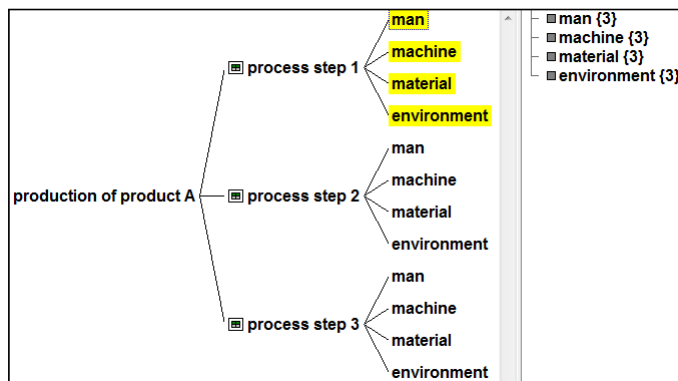 man
machine
process step 1
material
environment
man
machine
production of product A
process step 2
material
environment
man
machine
process step 3
material
environment
man {3}
machine {3}
material {3}
environment {3}